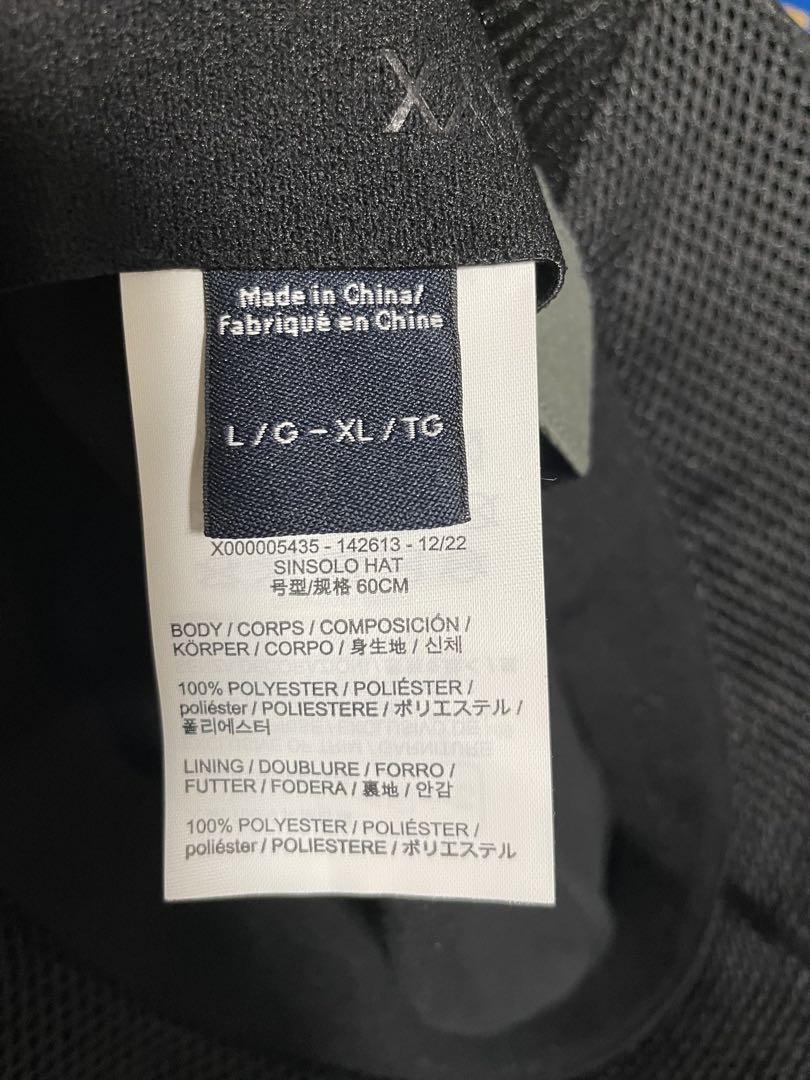 Made in China/
Fabriqué en Chine
L/G-XL/TG
X000005435 - 142613 - 12/22
SINSOLO HAT
号型/规格 60CM
BODY / CORPS / COMPOSICIÓN /
KÖRPER / CORPO / 身生地 / 신체
100% POLYESTER / POLIÉSTER /
poliéster / POLIESTERE / ポリエステル /
폴리에스터
LINING / DOUBLURE / FORRO /
FUTTER / FODERA / 裏地 / 안감
100% POLYESTER / POLIÉSTER /
poliéster / POLIESTERE / ポリエステル